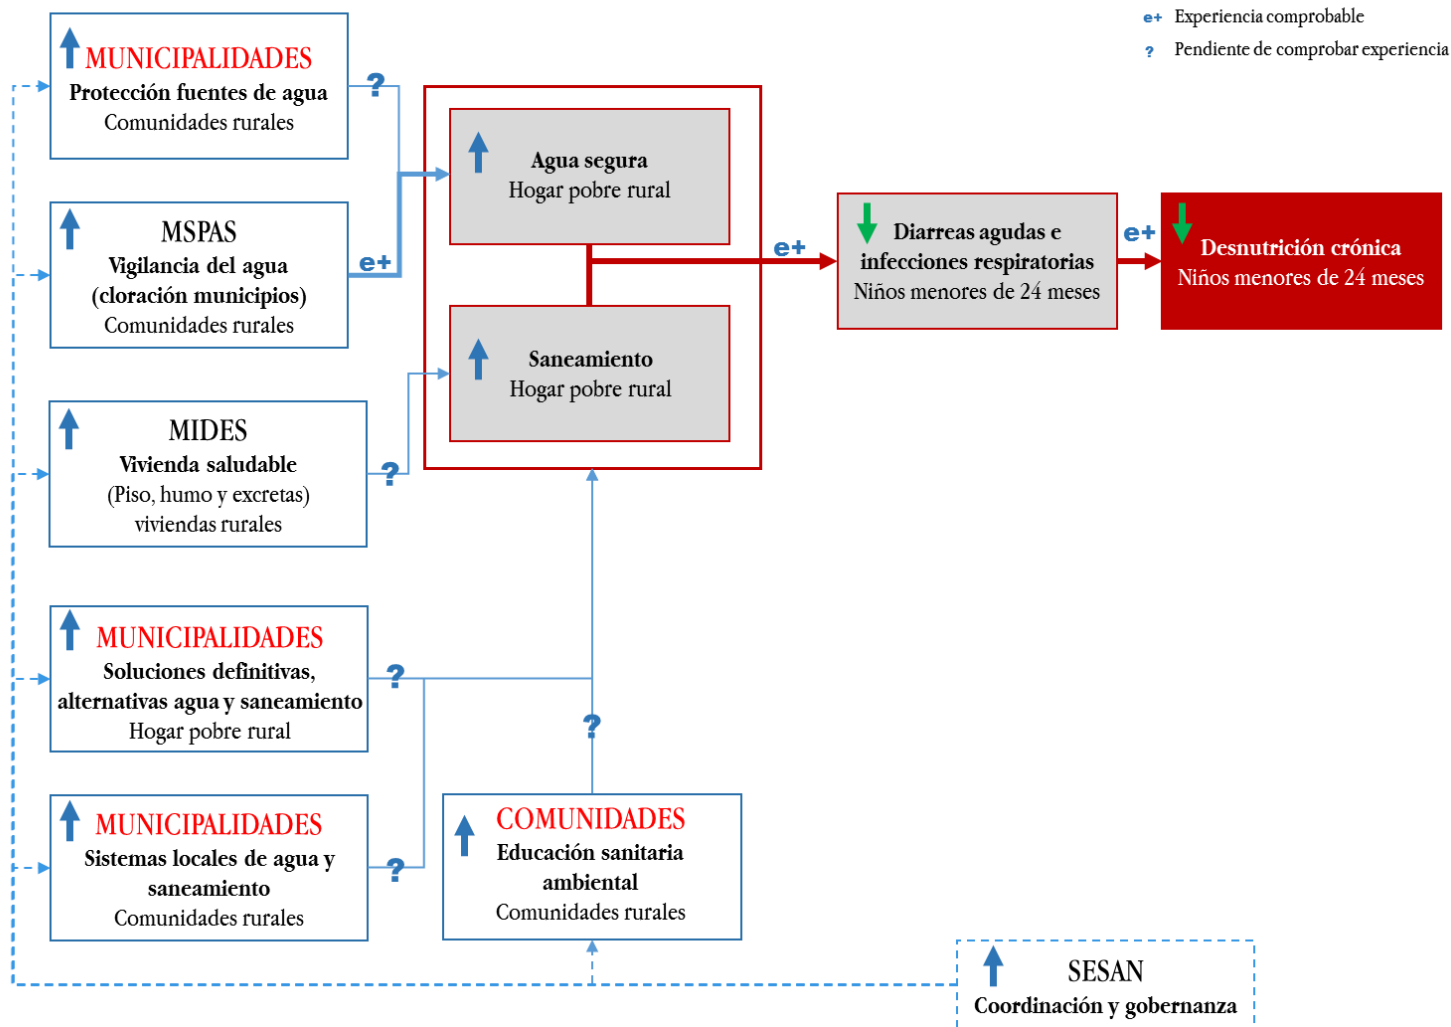 e+ Experiencia comprobable
? Pendiente de comprobar experiencia
MUNICIPALIDADES
Protección fuentes de agua
Comunidades rurales
?
MSPAS
Vigilancia del agua
(cloración municipios)
Comunidades rurales
e+
MIDES
Vivienda saludable
(Piso, humo y excretas)
viviendas rurales
?
MUNICIPALIDADES
Soluciones definitivas,
alternativas agua y saneamiento
Hogar pobre rural
?
MUNICIPALIDADES
Sistemas locales de agua y
saneamiento
Comunidades rurales
?
Agua segura
Hogar pobre rural
Saneamiento
Hogar pobre rural
e+
Diarreas agudas e
infecciones respiratorias
Niños menores de 24 meses
e+
Desnutrición crónica
Niños menores de 24 meses
?
COMUNIDADES
Educación sanitaria
ambiental
Comunidades rurales
SESAN
Coordinación y gobernanza